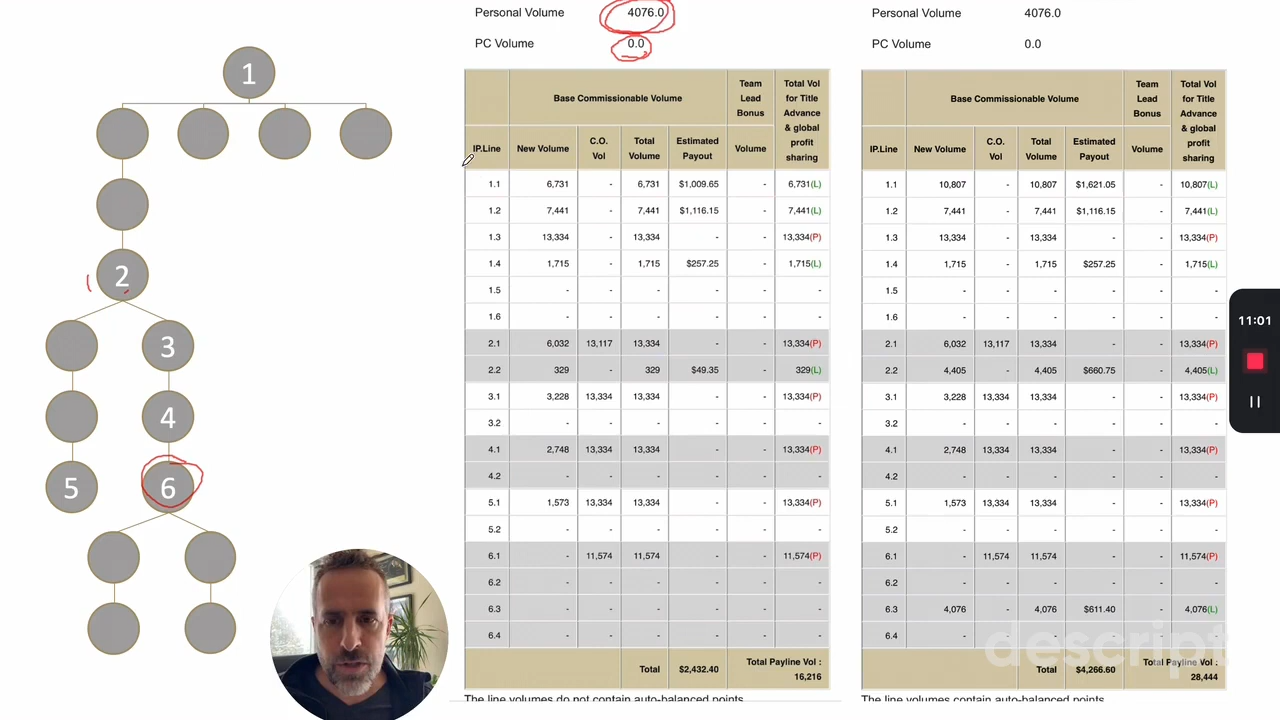 1
2
3
4
5
6
Personal Volume 4076.0
PC Volume 0.0
Base Commissionable Volume
Team Lead Bonus
Total Vol for Title Advance & global profit sharing
IP.Line New Volume C.O. Vol Total Volume Estimated Payout Volume
1.1 6,731 - 6,731 $1,009.65 - 6,731(L)
1.2 7,441 - 7,441 $1,116.15 - 7,441(L)
1.3 13,334 - 13,334 - - 13,334(P)
1.4 1,715 - 1,715 $257.25 - 1,715(L)
1.5 - - - - - -
1.6 - - - - - -
2.1 6,032 13,117 13,334 - - 13,334(P)
2.2 329 - 329 $49.35 - 329(L)
3.1 3,228 13,334 13,334 - - 13,334(P)
3.2 - - - - - -
4.1 2,748 13,334 13,334 - - 13,334(P)
4.2 - - - - - -
5.1 1,573 13,334 13,334 - - 13,334(P)
5.2 - - - - - -
6.1 - 11,574 11,574 - - 11,574(P)
6.2 - - - - - -
6.3 - - - - - -
6.4 - - - - - -
Total $2,432.40 Total Payline Vol : 16,216
The line volumes do not contain auto-balanced points
Personal Volume 4076.0
PC Volume 0.0
Base Commissionable Volume
Team Lead Bonus
Total Vol for Title Advance & global profit sharing
IP.Line New Volume C.O. Vol Total Volume Estimated Payout Volume
1.1 10,807 - 10,807 $1,621.05 - 10,807(L)
1.2 7,441 - 7,441 $1,116.15 - 7,441(L)
1.3 13,334 - 13,334 - - 13,334(P)
1.4 1,715 - 1,715 $257.25 - 1,715(L)
1.5 - - - - - -
1.6 - - - - - -
2.1 6,032 13,117 13,334 - - 13,334(P)
2.2 4,405 - 4,405 $660.75 - 4,405(L)
3.1 3,228 13,334 13,334 - - 13,334(P)
3.2 - - - - - -
4.1 2,748 13,334 13,334 - - 13,334(P)
4.2 - - - - - -
5.1 1,573 13,334 13,334 - - 13,334(P)
5.2 - - - - - -
6.1 - 11,574 11,574 - - 11,574(P)
6.2 - - - - - -
6.3 4,076 - 4,076 $611.40 - 4,076(L)
6.4 - - - - - -
Total $4,266.60 Total Payline Vol : 28,444
The line volumes contain auto-balanced points
descript
11:01